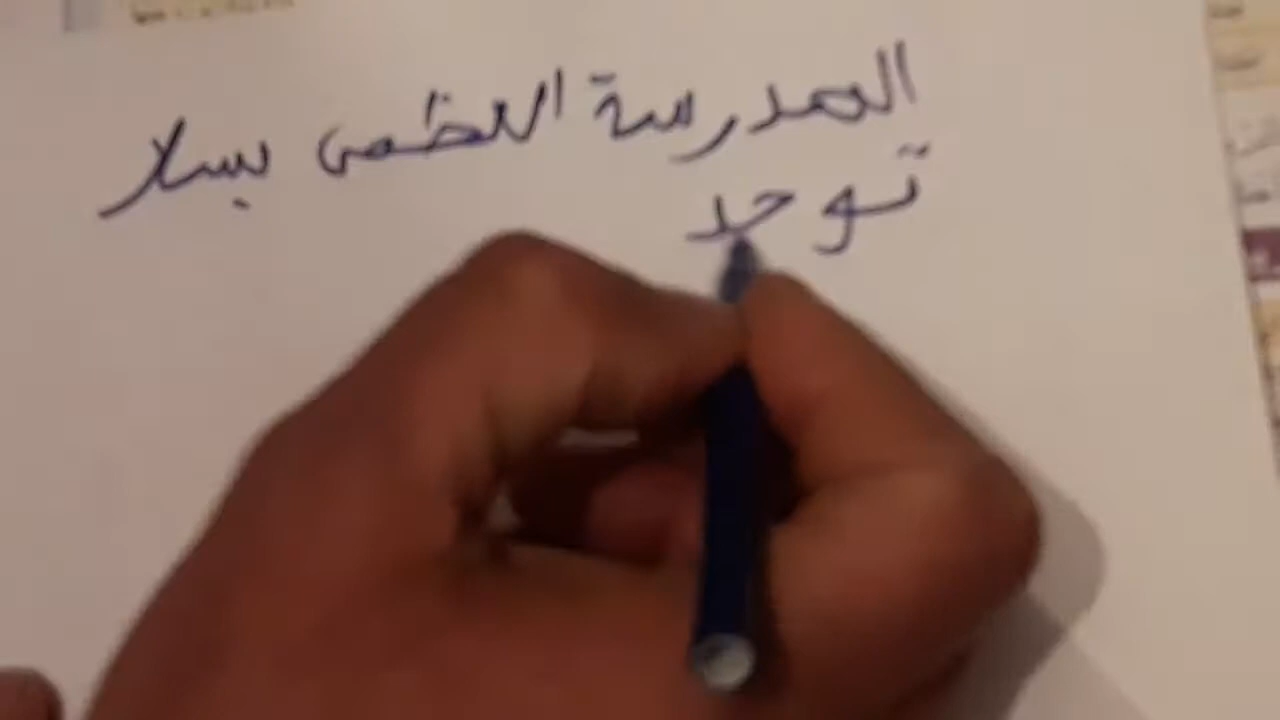 المدرسة العظمى بسلا
توجد